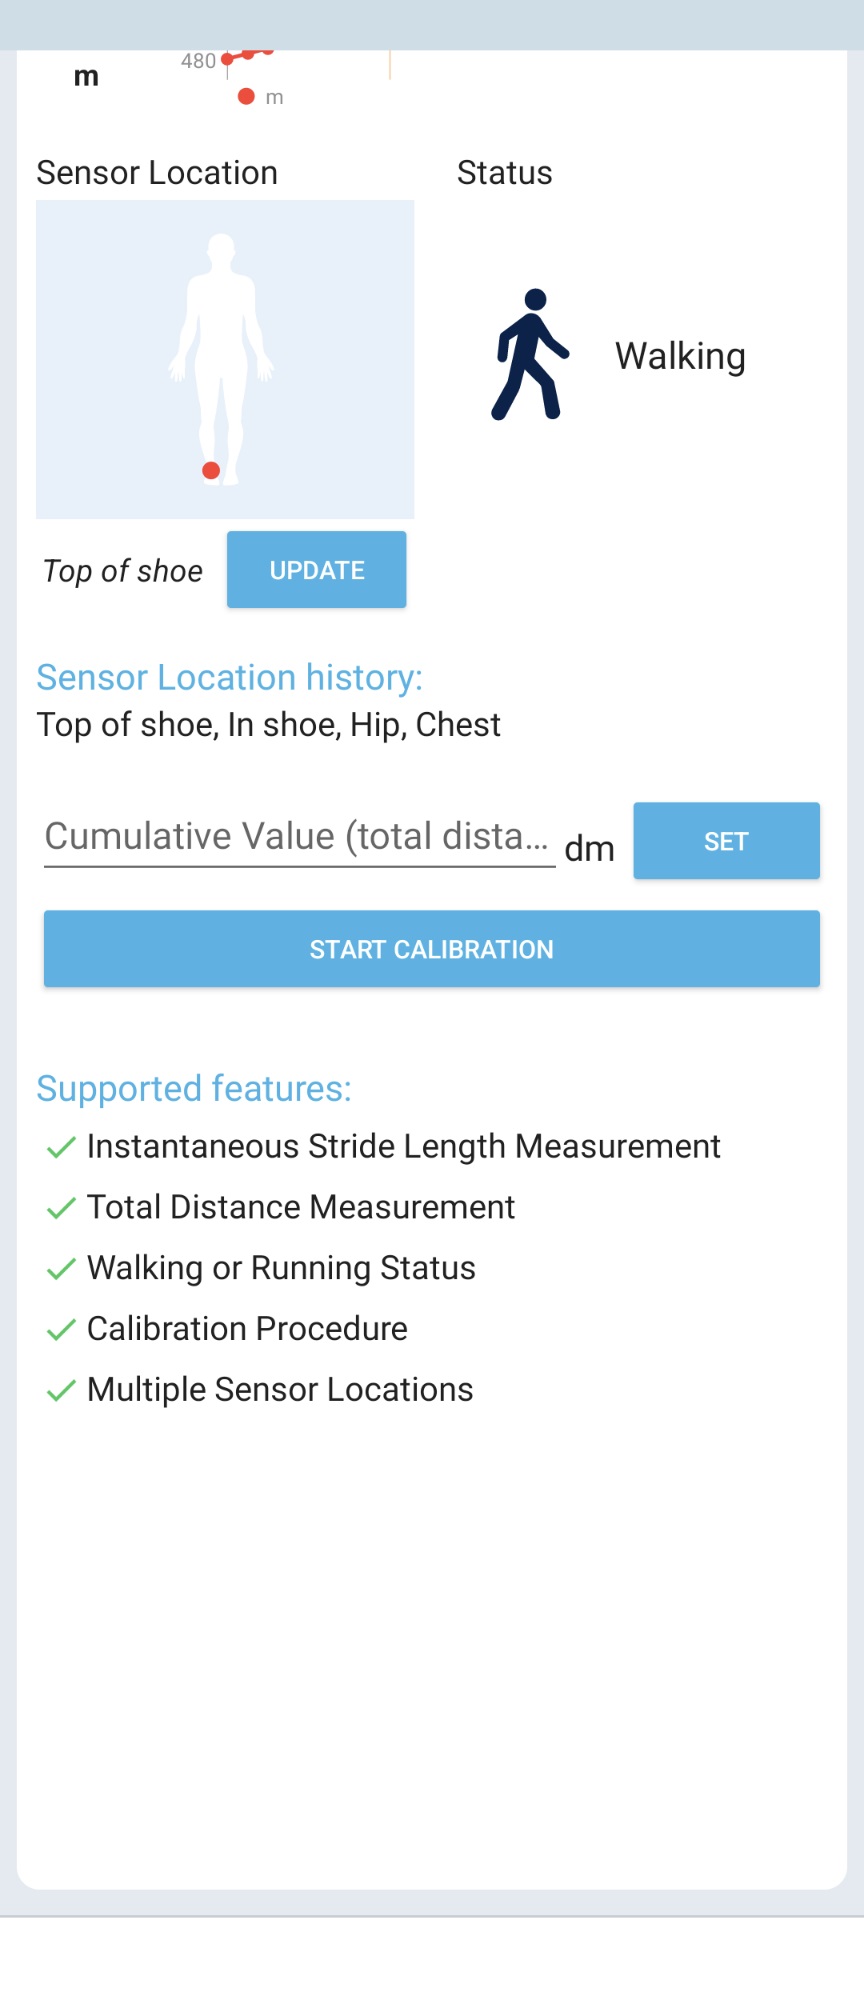 480
m
m
Sensor Location
Status
Walking
Top of shoe
UPDATE
Sensor Location history:
Top of shoe, In shoe, Hip, Chest
Cumulative Value (total dista... dm
SET
START CALIBRATION
Supported features:
Instantaneous Stride Length Measurement
Total Distance Measurement
Walking or Running Status
Calibration Procedure
Multiple Sensor Locations